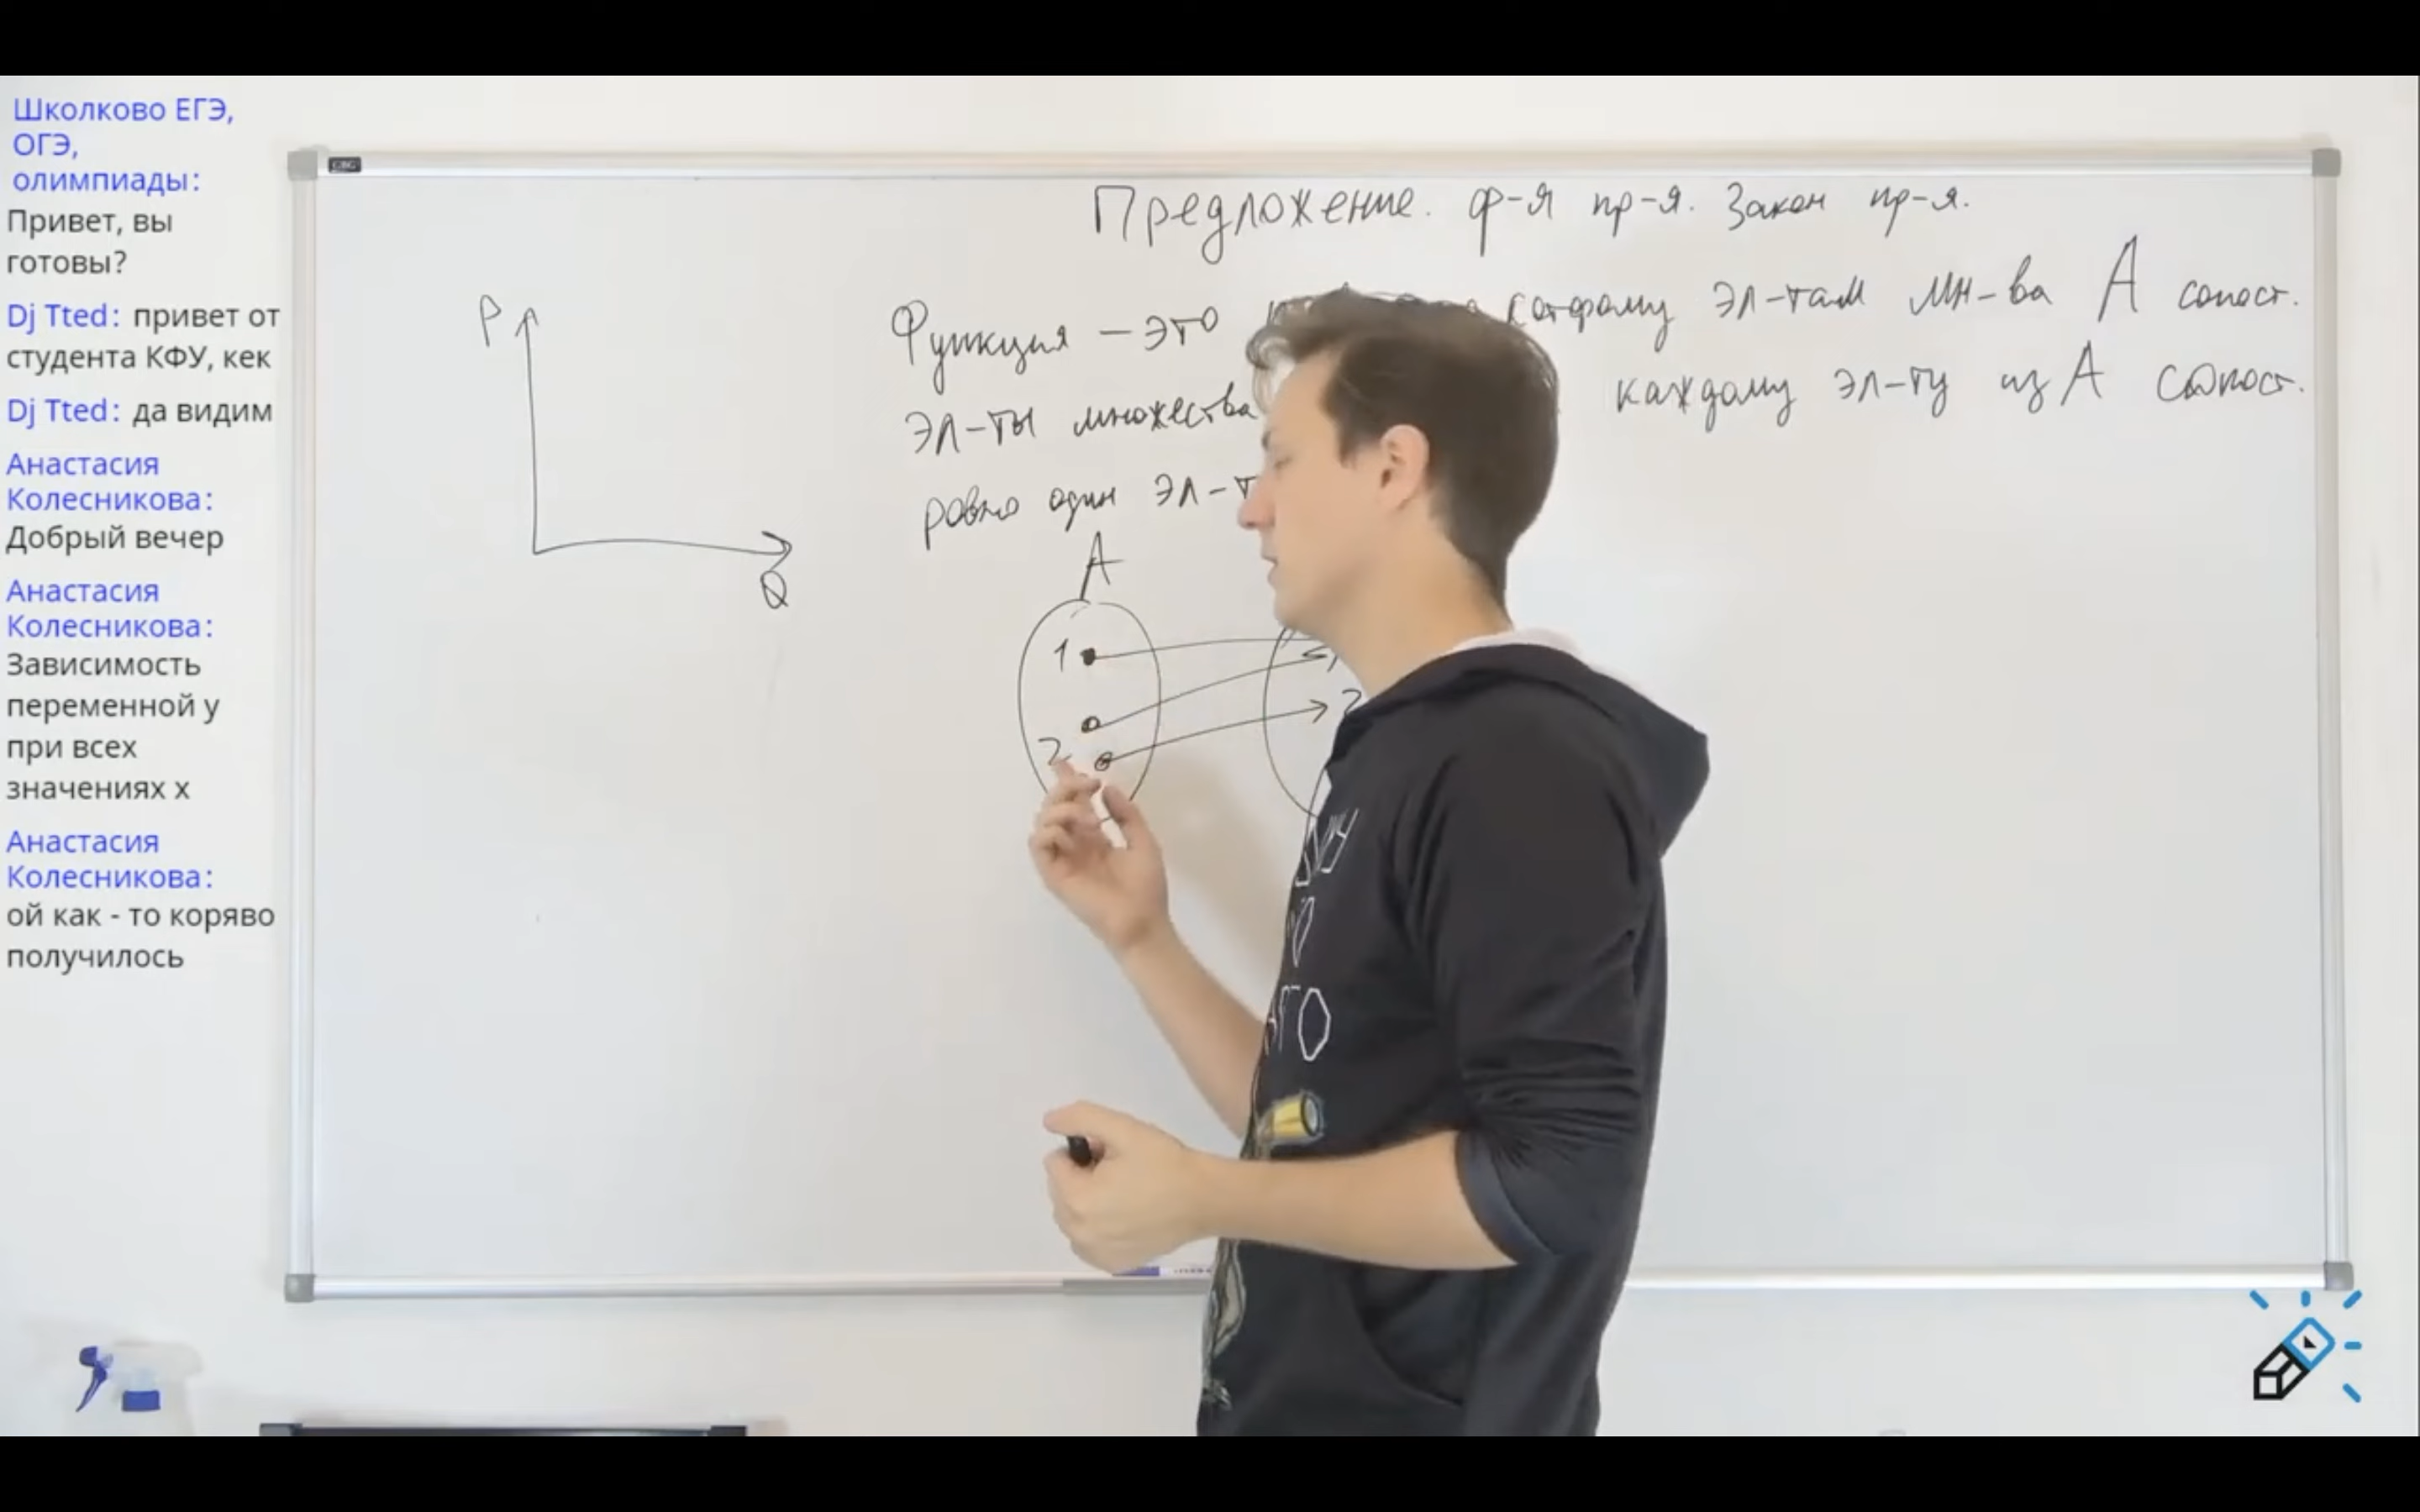 Школково ЕГЭ,
ОГЭ,
олимпиады:
Привет, вы
готовы?
Dj Tted: привет от
студента КФУ, кек
Dj Tted: да видим
Анастасия
Колесникова:
Добрый вечер
Анастасия
Колесникова:
Зависимость
переменной у
при всех
значениях х
Анастасия
Колесникова:
ой как - то коряво
получилось
Предложение. Ф-я пр-я. Закон пр-я.
P
Q
Функция – это которому эл-там мн-ва А сопост.
эл-ты множества каждому эл-ту из А сопост.
ровно один эл-т
А
1
2
2